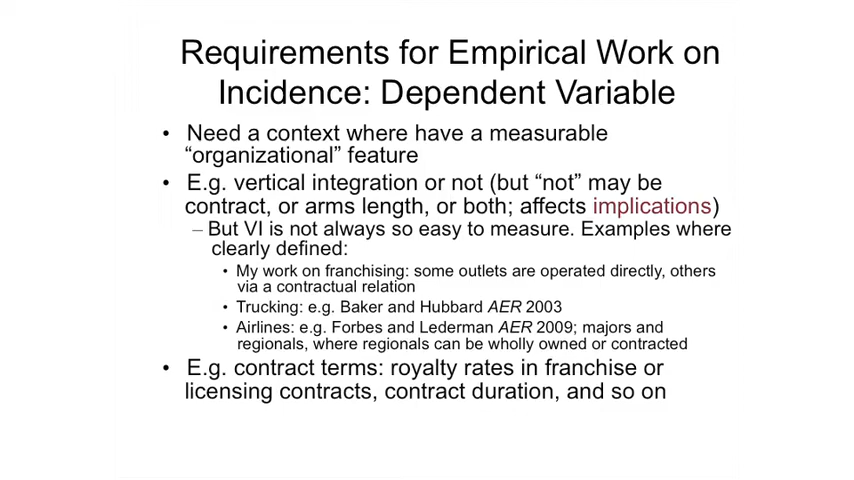 Requirements for Empirical Work on
Incidence: Dependent Variable
• Need a context where have a measurable
“organizational” feature
• E.g. vertical integration or not (but “not” may be
contract, or arms length, or both; affects implications)
– But VI is not always so easy to measure. Examples where
clearly defined:
• My work on franchising: some outlets are operated directly, others
via a contractual relation
• Trucking: e.g. Baker and Hubbard AER 2003
• Airlines: e.g. Forbes and Lederman AER 2009; majors and
regionals, where regionals can be wholly owned or contracted
• E.g. contract terms: royalty rates in franchise or
licensing contracts, contract duration, and so on